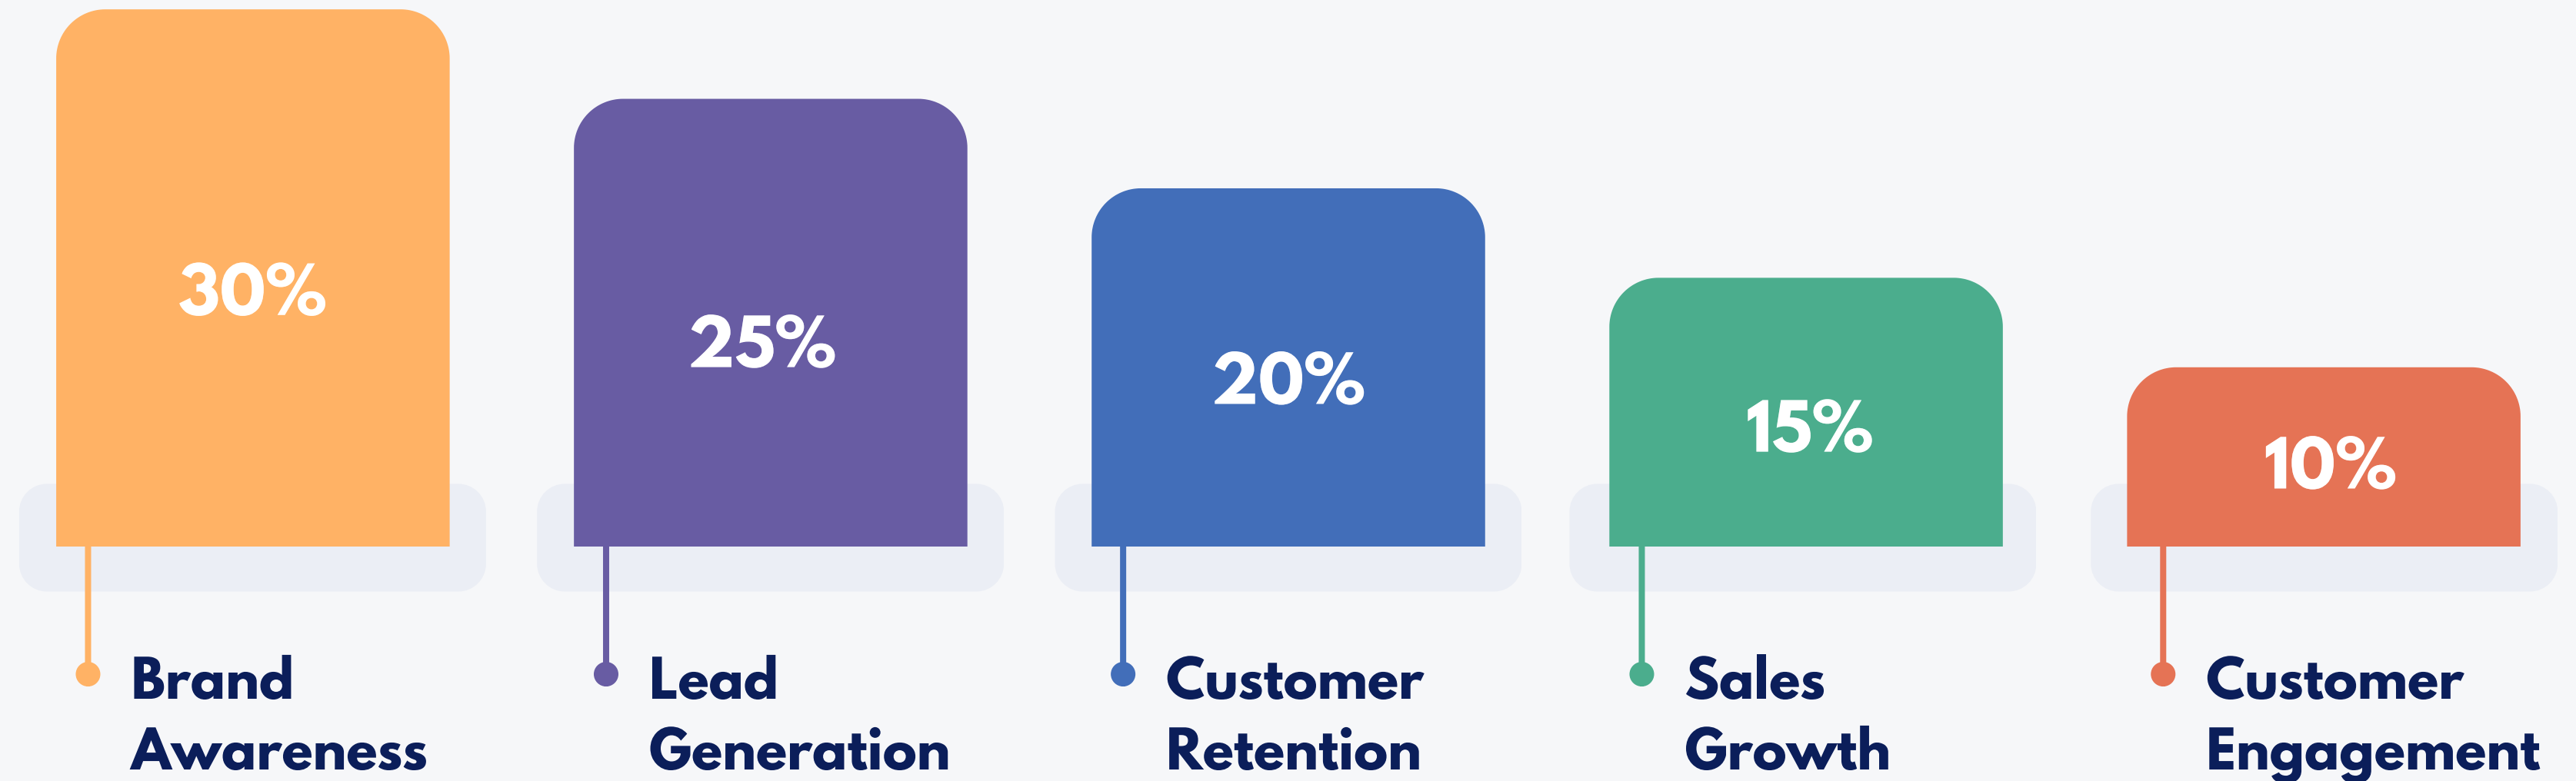 30%
25%
20%
15%
10%
Brand
Awareness
Lead
Generation
Customer
Retention
Sales
Growth
Customer
Engagement